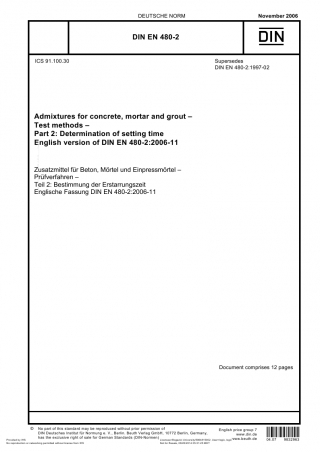 DEUTSCHE NORM
November 2006
DIN EN 480-2
DIN
ICS 91.100.30
Supersedes
DIN EN 480-2:1997-02
Admixtures for concrete, mortar and grout –
Test methods –
Part 2: Determination of setting time
English version of DIN EN 480-2:2006-11
Zusatzmittel für Beton, Mörtel und Einpressmörtel –
Prüfverfahren –
Teil 2: Bestimmung der Erstarrungszeit
Englische Fassung DIN EN 480-2:2006-11
Document comprises 12 pages
© No part of this standard may be reproduced without prior permission of
DIN Deutsches Institut für Normung e. V., Berlin. Beuth Verlag GmbH, 10772 Berlin, Germany,
has the exclusive right of sale for German Standards (DIN-Normen).
English price group 7
www.din.de
www.beuth.de